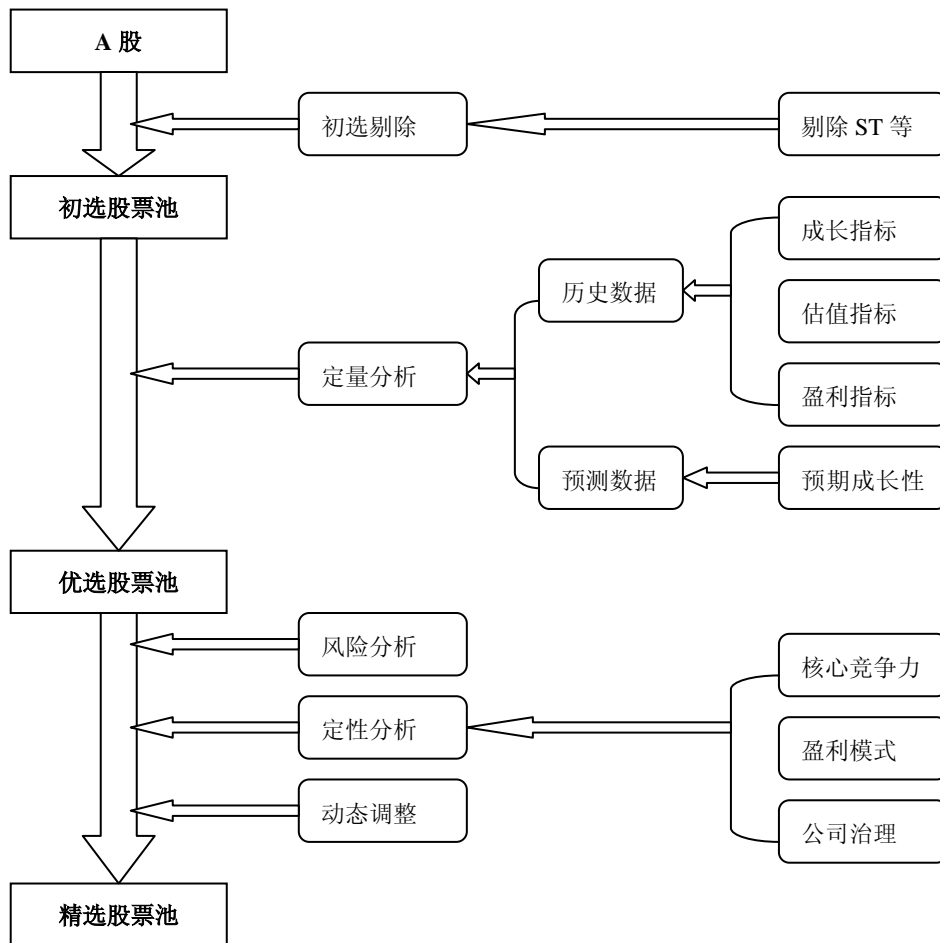 A 股
初选剔除
剔除 ST 等
初选股票池
成长指标
历史数据
估值指标
定量分析
盈利指标
预测数据
预期成长性
优选股票池
风险分析
核心竞争力
定性分析
盈利模式
动态调整
公司治理
精选股票池